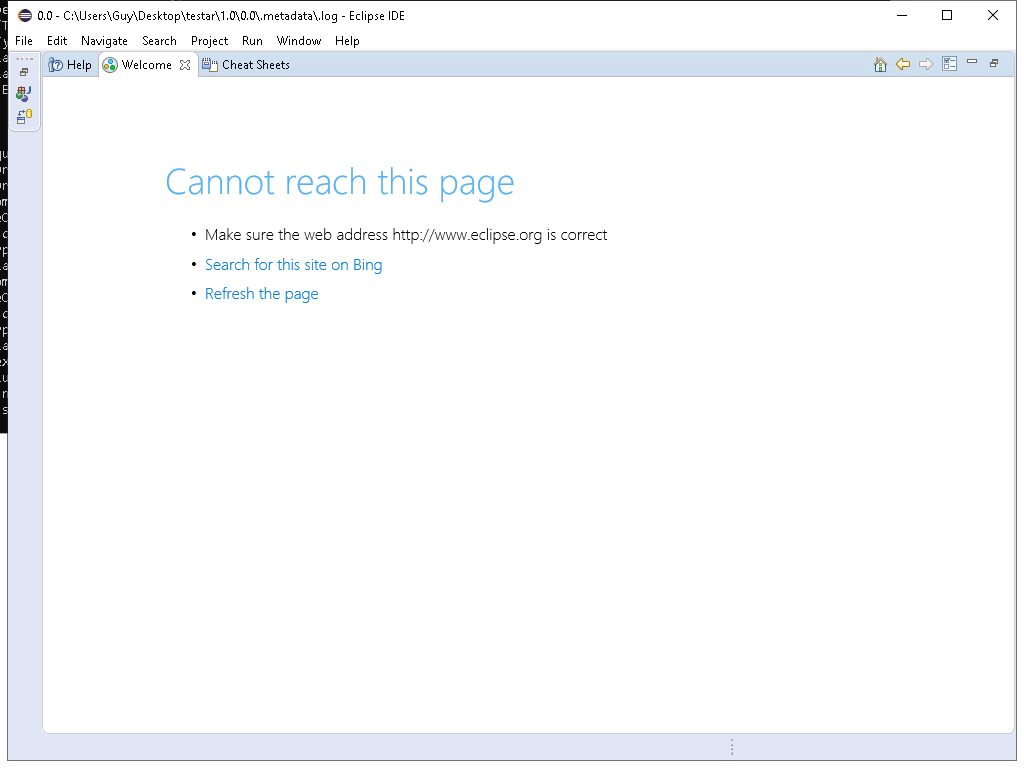 0.0 - C:\Users\Guy\Desktop\testar\1.0\0.0\.metadata\.log - Eclipse IDE
File Edit Navigate Search Project Run Window Help
Help Welcome Cheat Sheets
Cannot reach this page
• Make sure the web address http://www.eclipse.org is correct
• Search for this site on Bing
• Refresh the page